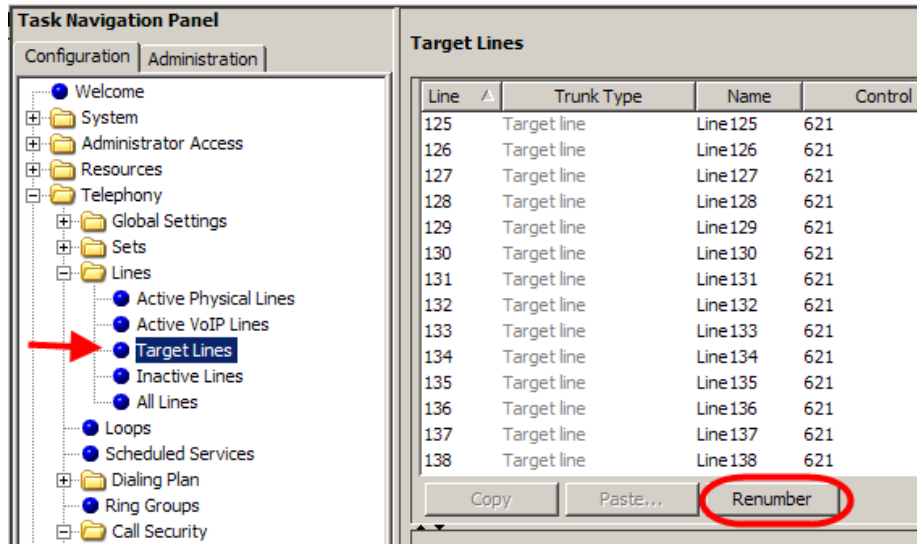 Task Navigation Panel
Configuration
Administration
Welcome
System
Administrator Access
Resources
Telephony
Global Settings
Sets
Lines
Active Physical Lines
Active VoIP Lines
Target Lines
Inactive Lines
All Lines
Loops
Scheduled Services
Dialing Plan
Ring Groups
Call Security
Target Lines
Line Trunk Type Name Control
125 Target line Line125 621
126 Target line Line126 621
127 Target line Line127 621
128 Target line Line128 621
129 Target line Line129 621
130 Target line Line130 621
131 Target line Line131 621
132 Target line Line132 621
133 Target line Line133 621
134 Target line Line134 621
135 Target line Line135 621
136 Target line Line136 621
137 Target line Line137 621
138 Target line Line138 621
Copy Paste... Renumber